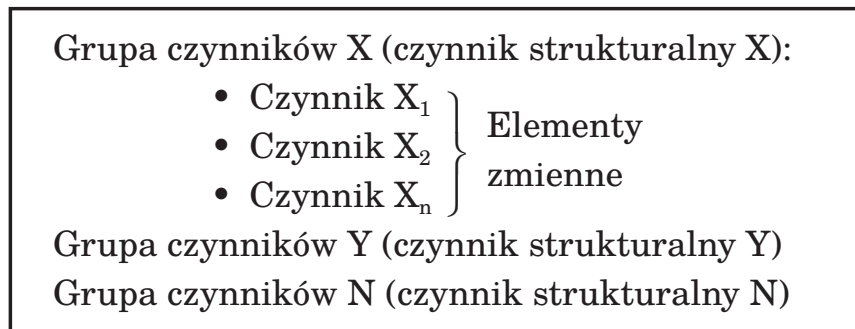 Grupa czynników X (czynnik strukturalny X):
• Czynnik X₁
• Czynnik X₂
• Czynnik Xₙ
Elementy
zmienne
Grupa czynników Y (czynnik strukturalny Y)
Grupa czynników N (czynnik strukturalny N)